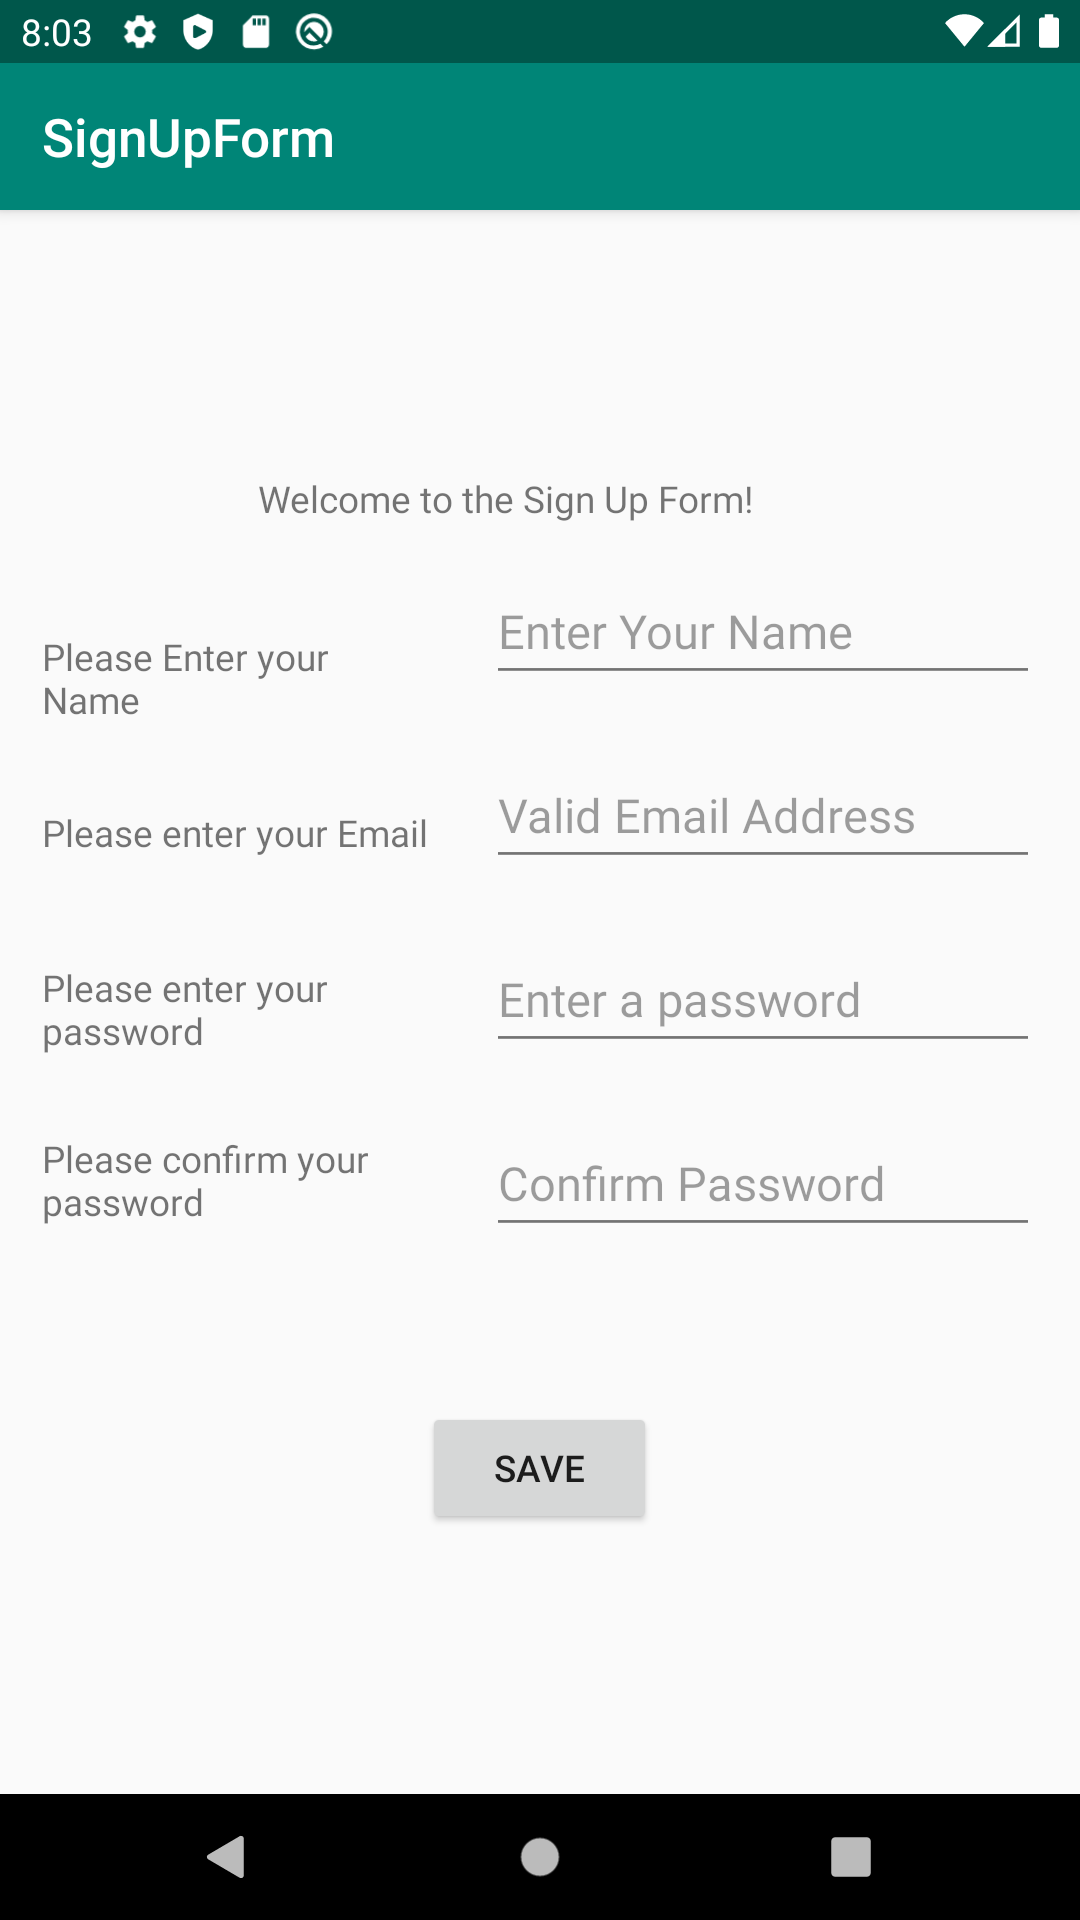 8:03
SignUpForm
Welcome to the Sign Up Form!
Enter Your Name
Please Enter your
Name
Valid Email Address
Please enter your Email
Please enter your
password
Enter a password
Please confirm your
password
Confirm Password
SAVE